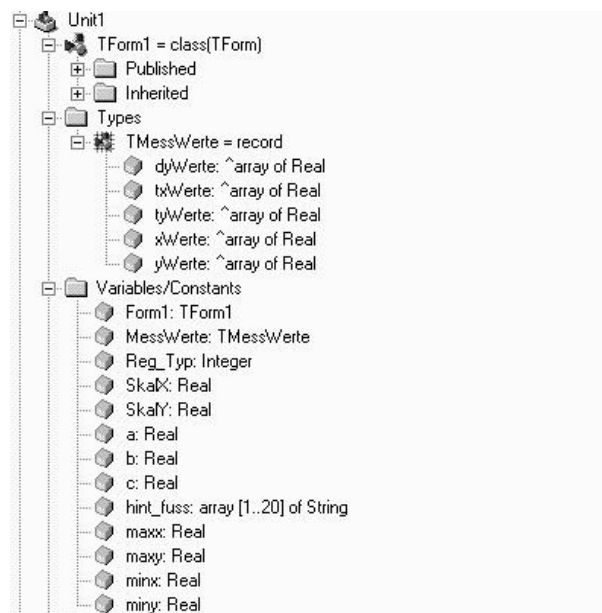 Unit1
TForm1 = class(TForm)
Published
Inherited
Types
TMessWerte = record
dyWerte: ^array of Real
txWerte: ^array of Real
tyWerte: ^array of Real
xWerte: ^array of Real
yWerte: ^array of Real
Variables/Constants
Form1: TForm1
MessWerte: TMessWerte
Reg_Typ: Integer
SkalX: Real
SkalY: Real
a: Real
b: Real
c: Real
hint_fuss: array [1..20] of String
maxx: Real
maxy: Real
minx: Real
miny: Real